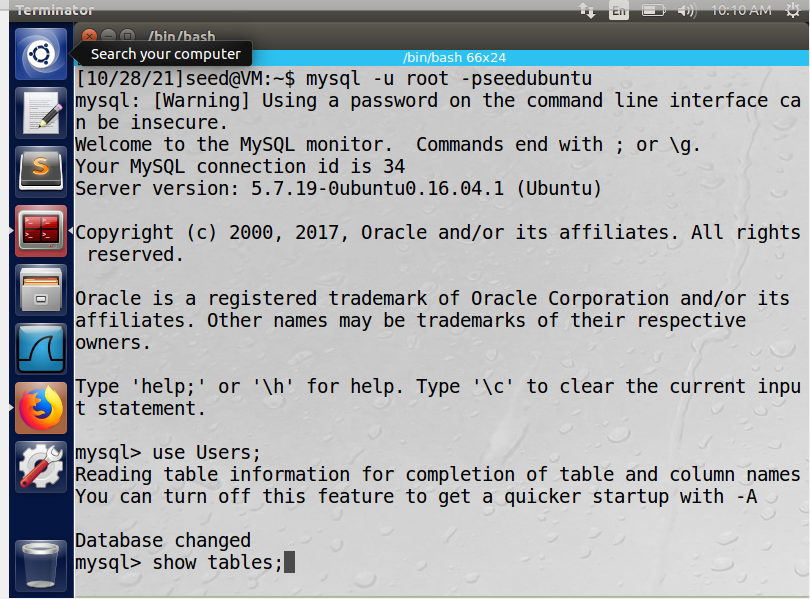 Terminator
En
10:10 AM
/bin/bash
Search your computer
/bin/bash 66x24
[10/28/21]seed@VM:~$ mysql -u root -pseedubuntu
mysql: [Warning] Using a password on the command line interface ca
n be insecure.
Welcome to the MySQL monitor.  Commands end with ; or \g.
Your MySQL connection id is 34
Server version: 5.7.19-0ubuntu0.16.04.1 (Ubuntu)
Copyright (c) 2000, 2017, Oracle and/or its affiliates. All rights
 reserved.
Oracle is a registered trademark of Oracle Corporation and/or its
affiliates. Other names may be trademarks of their respective
owners.
Type 'help;' or '\h' for help. Type '\c' to clear the current inpu
t statement.
mysql> use Users;
Reading table information for completion of table and column names
You can turn off this feature to get a quicker startup with -A
Database changed
mysql> show tables;